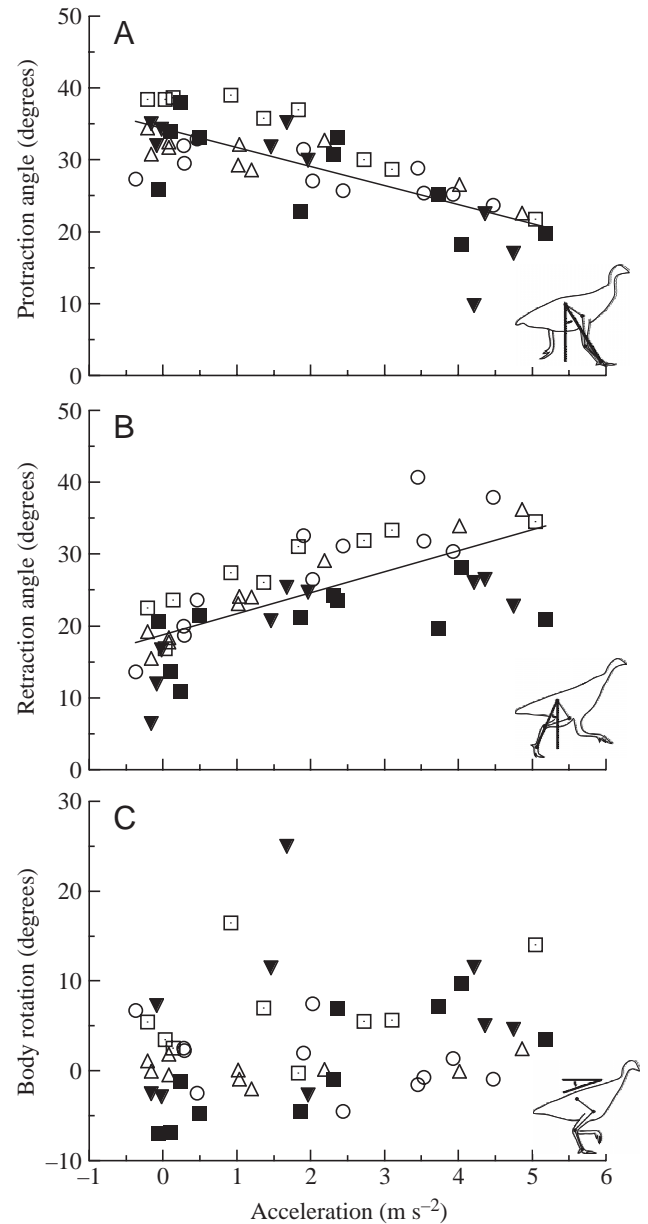 A
50
40
30
20
10
0
Protraction angle (degrees)
B
50
40
30
20
10
0
Retraction angle (degrees)
C
30
20
10
0
–10
Body rotation (degrees)
–1 0 1 2 3 4 5 6
Acceleration (m s–2)